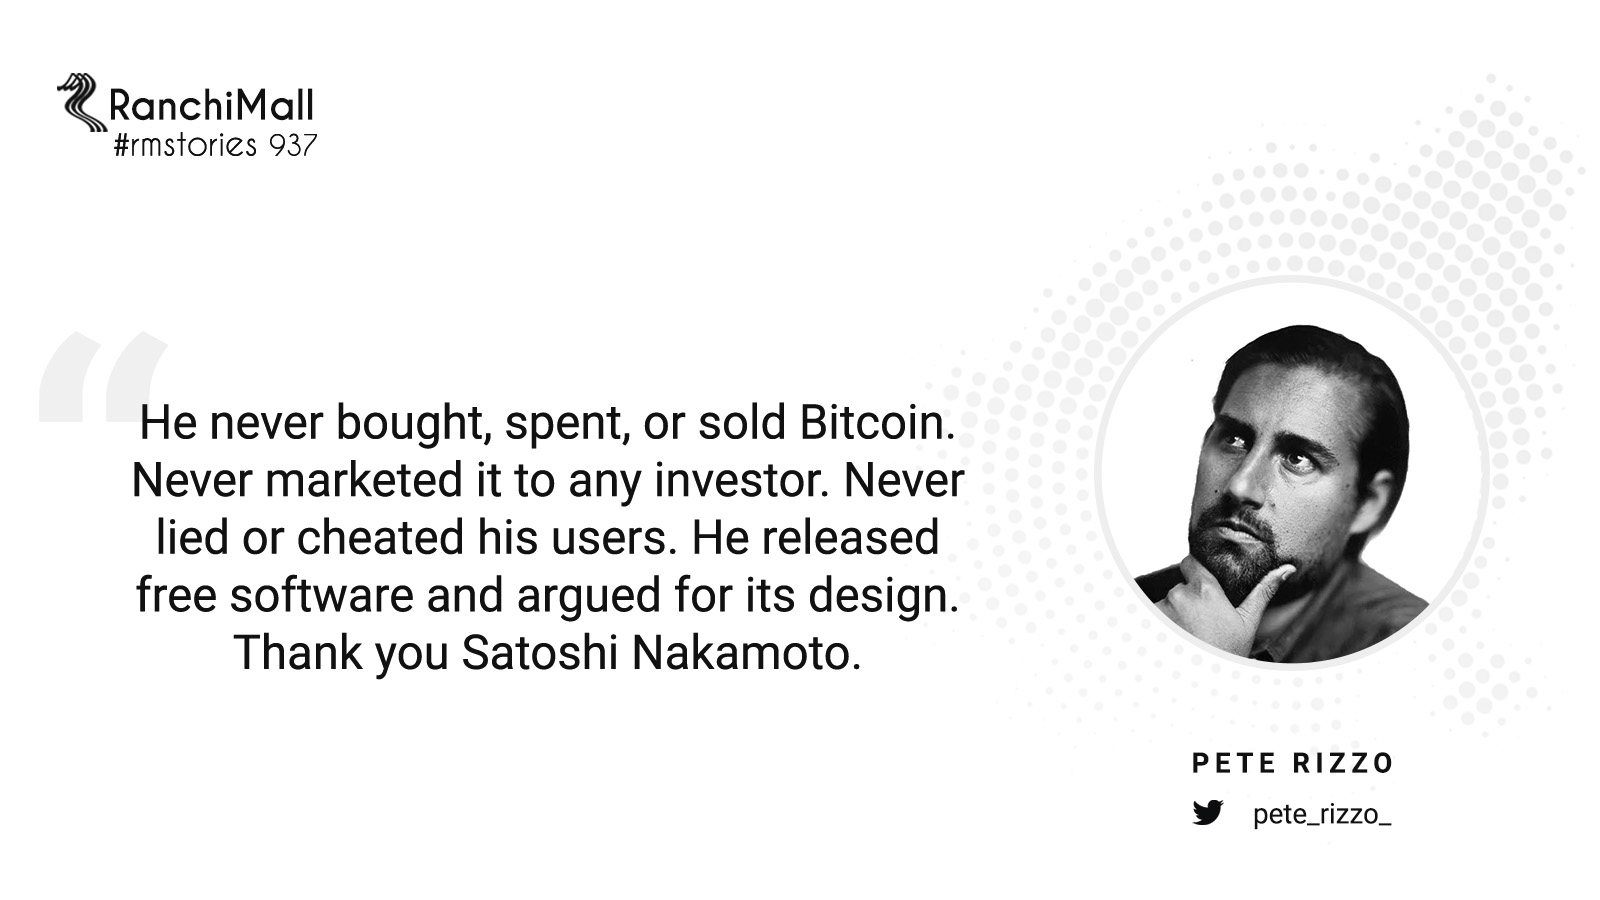 RanchiMall
#rmstories 937
“
He never bought, spent, or sold Bitcoin.
Never marketed it to any investor. Never
lied or cheated his users. He released
free software and argued for its design.
Thank you Satoshi Nakamoto.
PETE RIZZO
pete_rizzo_